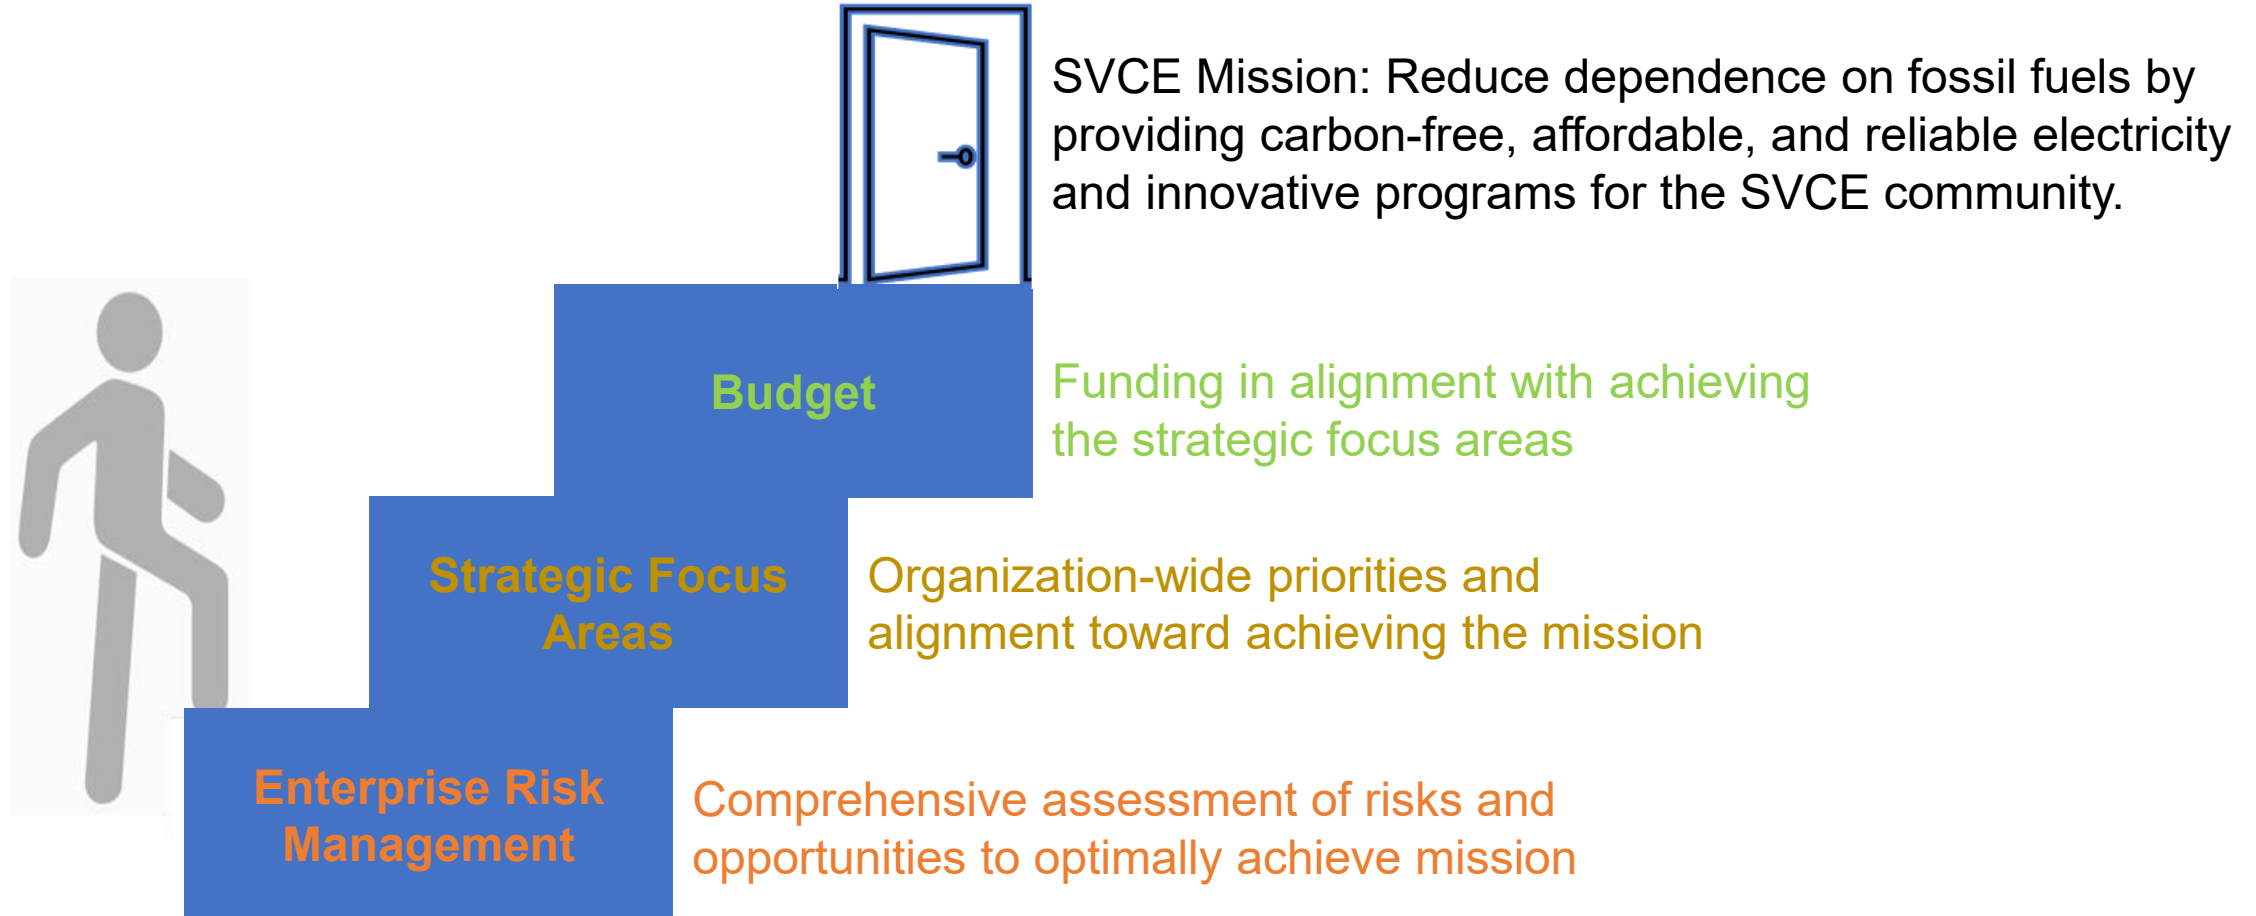 SVCE Mission: Reduce dependence on fossil fuels by
providing carbon-free, affordable, and reliable electricity
and innovative programs for the SVCE community.
Budget
Funding in alignment with achieving
the strategic focus areas
Strategic Focus
Areas
Organization-wide priorities and
alignment toward achieving the mission
Enterprise Risk
Management
Comprehensive assessment of risks and
opportunities to optimally achieve mission